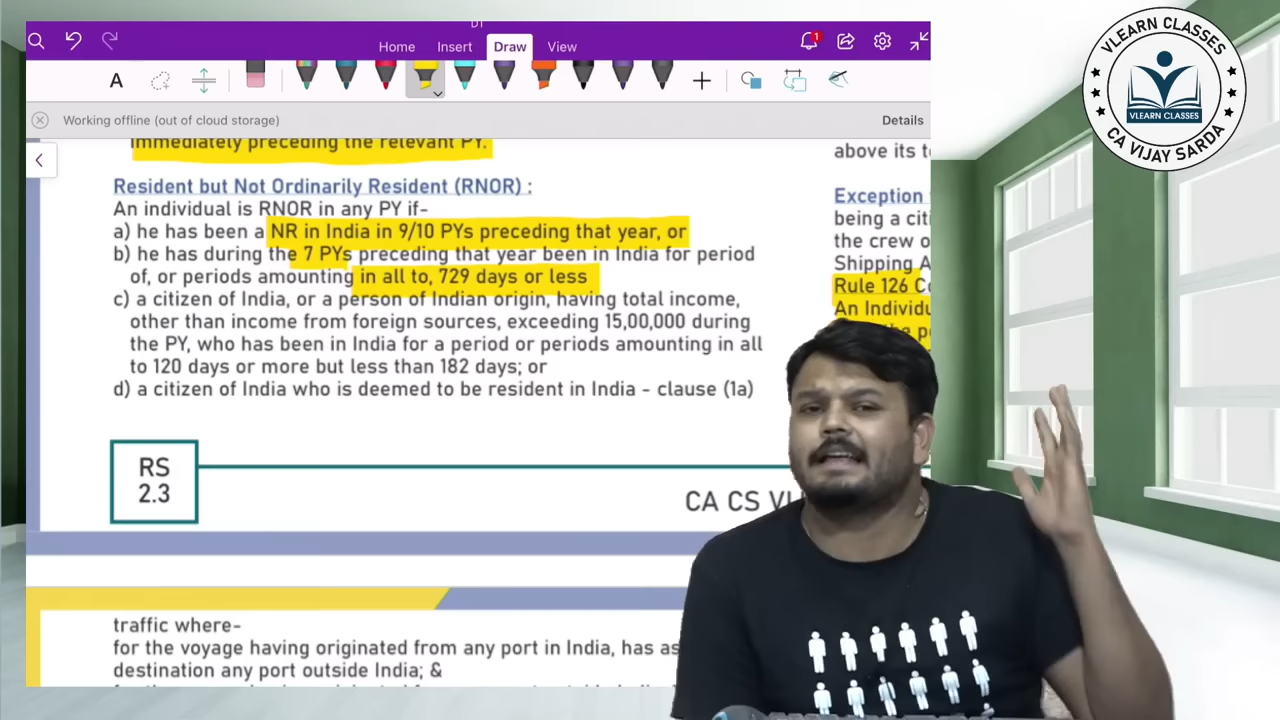 DT
Home Insert Draw View
1
A
Working offline (out of cloud storage) Details
immediately preceding the relevant PY.
Resident but Not Ordinarily Resident (RNOR) :
An individual is RNOR in any PY if-
a) he has been a NR in India in 9/10 PYs preceding that year, or
b) he has during the 7 PYs preceding that year been in India for period
of, or periods amounting in all to, 729 days or less
c) a citizen of India, or a person of Indian origin, having total income,
other than income from foreign sources, exceeding 15,00,000 during
the PY, who has been in India for a period or periods amounting in all
to 120 days or more but less than 182 days; or
d) a citizen of India who is deemed to be resident in India - clause (1a)
RS
2.3
CA CS
traffic where-
for the voyage having originated from any port in India, has as
destination any port outside India; &
above its
Exception
being a
the crew
Shipping
Rule 126
An
VLEARN CLASSES
VLEARN CLASSES
CA VIJAY SARDA